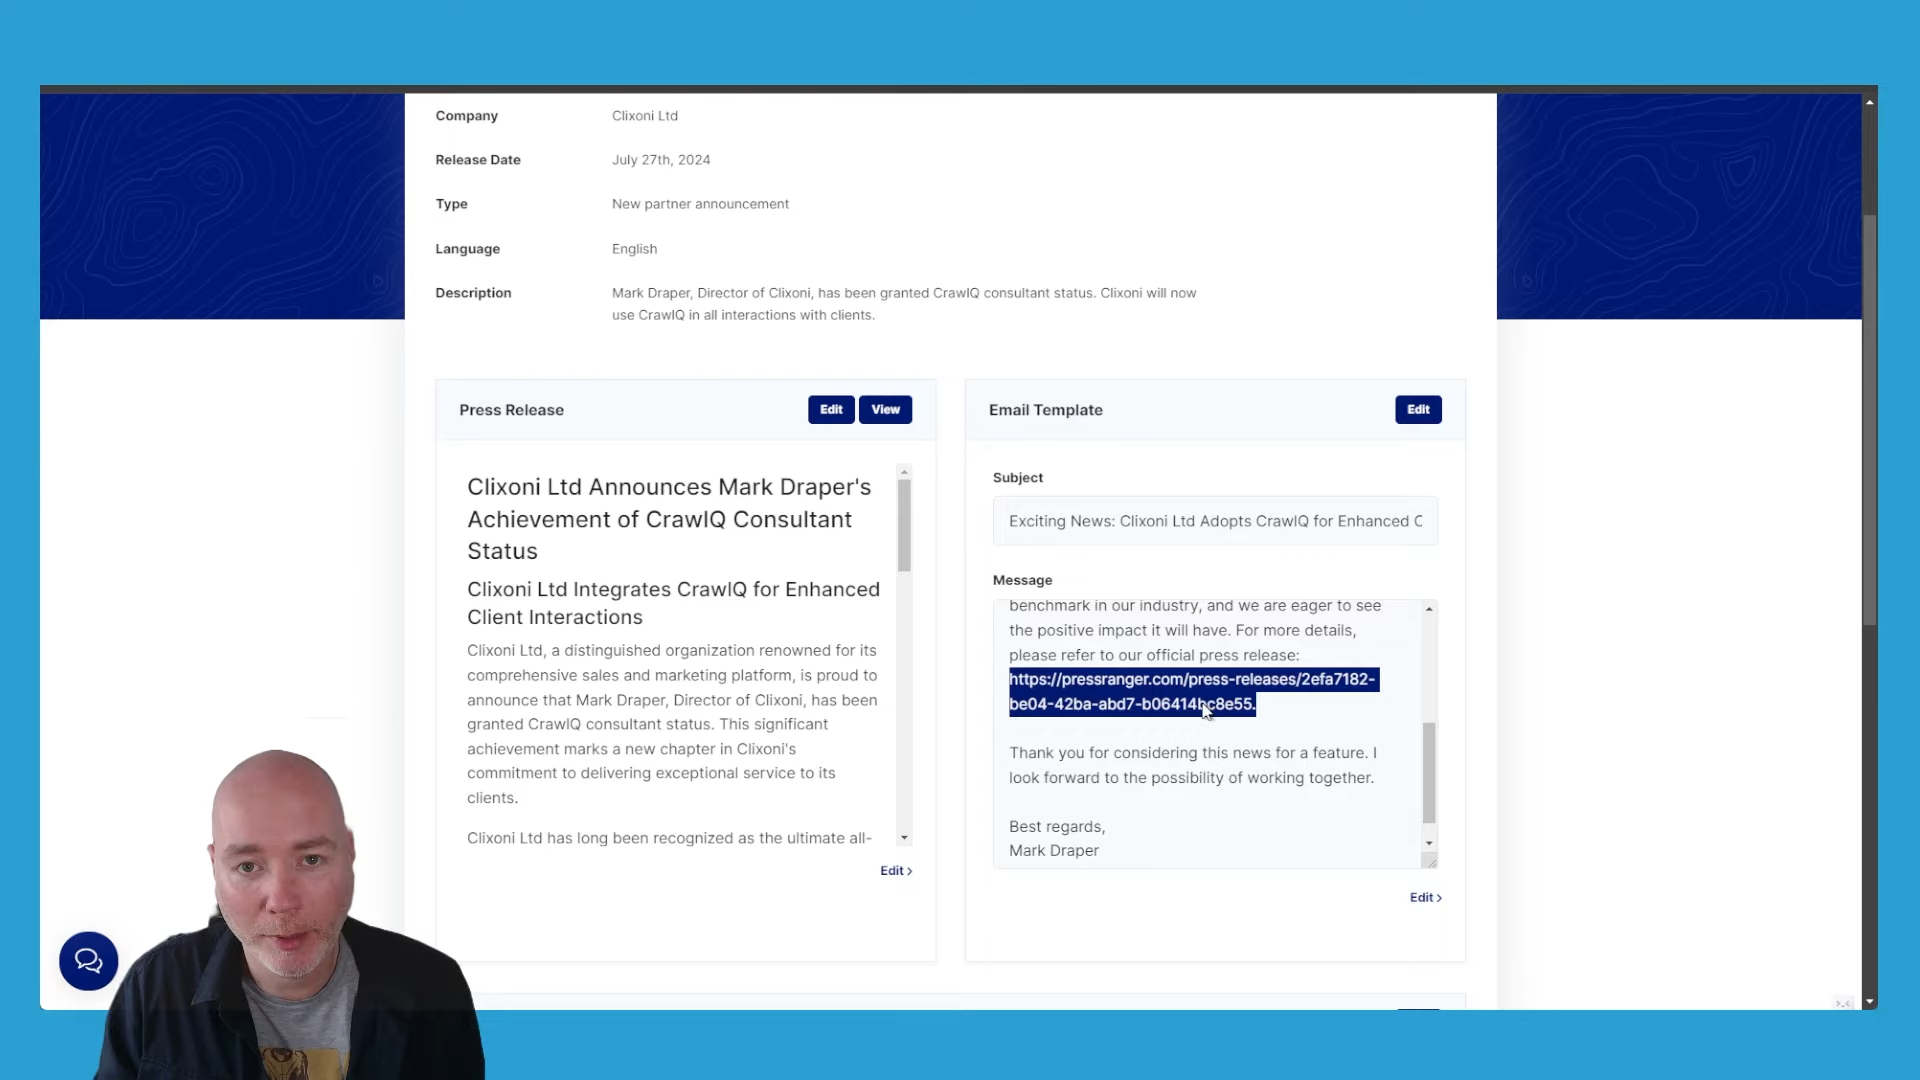 Company Clixoni Ltd
Release Date July 27th, 2024
Type New partner announcement
Language English
Description Mark Draper, Director of Clixoni, has been granted CrawlQ consultant status. Clixoni will now
use CrawlQ in all interactions with clients.
Press Release Edit View
Clixoni Ltd Announces Mark Draper's
Achievement of CrawlQ Consultant
Status
Clixoni Ltd Integrates CrawlQ for Enhanced
Client Interactions
Clixoni Ltd, a distinguished organization renowned for its
comprehensive sales and marketing platform, is proud to
announce that Mark Draper, Director of Clixoni, has been
granted CrawlQ consultant status. This significant
achievement marks a new chapter in Clixoni's
commitment to delivering exceptional service to its
clients.
Clixoni Ltd has long been recognized as the ultimate all-
Edit >
Email Template Edit
Subject
Exciting News: Clixoni Ltd Adopts CrawlQ for Enhanced C
Message
benchmark in our industry, and we are eager to see
the positive impact it will have. For more details,
please refer to our official press release:
https://pressranger.com/press-releases/2efa7182-
be04-42ba-abd7-b06414bc8e55.
Thank you for considering this news for a feature. I
look forward to the possibility of working together.
Best regards,
Mark Draper
Edit >